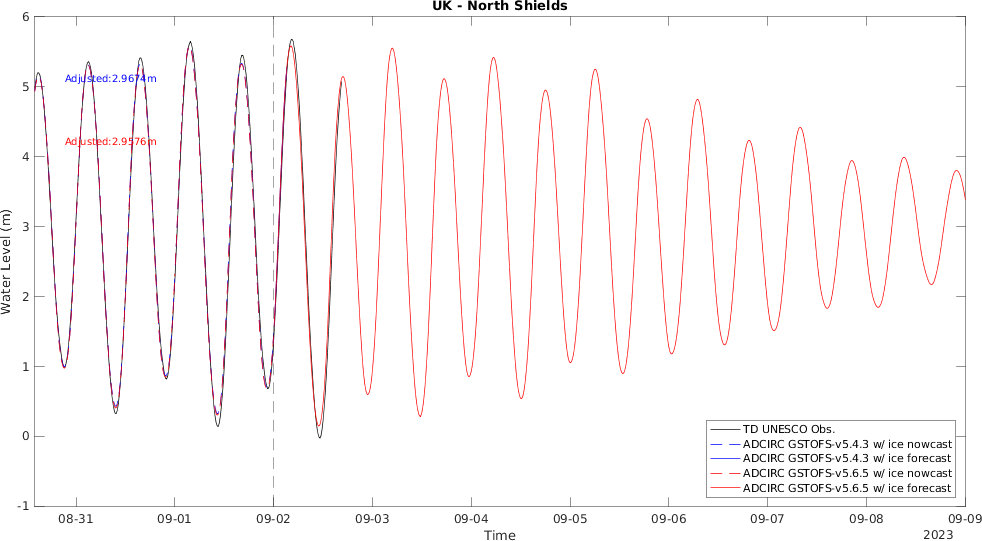 UK - North Shields
Water Level (m)
6
5
4
3
2
1
0
-1
Adjusted:2.9674m
Adjusted:2.9576m
TD UNESCO Obs.
ADCIRC GSTOFS-v5.4.3 w/ ice nowcast
ADCIRC GSTOFS-v5.4.3 w/ ice forecast
ADCIRC GSTOFS-v5.6.5 w/ ice nowcast
ADCIRC GSTOFS-v5.6.5 w/ ice forecast
08-31 09-01 09-02 09-03 09-04 09-05 09-06 09-07 09-08 09-09
Time
2023